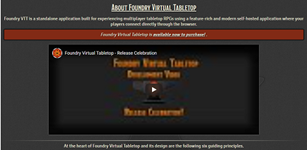 About Foundry Virtual Tabletop
Foundry VTT is a standalone application built for experiencing multiplayer tabletop RPGs using a feature-rich and modern self-hosted application where your
players connect directly through the browser.
Foundry Virtual Tabletop is available now to purchase!
Foundry Virtual Tabletop - Release Celebration
Foundry Virtual Tabletop
Development Video
Release Celebration!
At the heart of Foundry Virtual Tabletop and its design are the following six guiding principles.